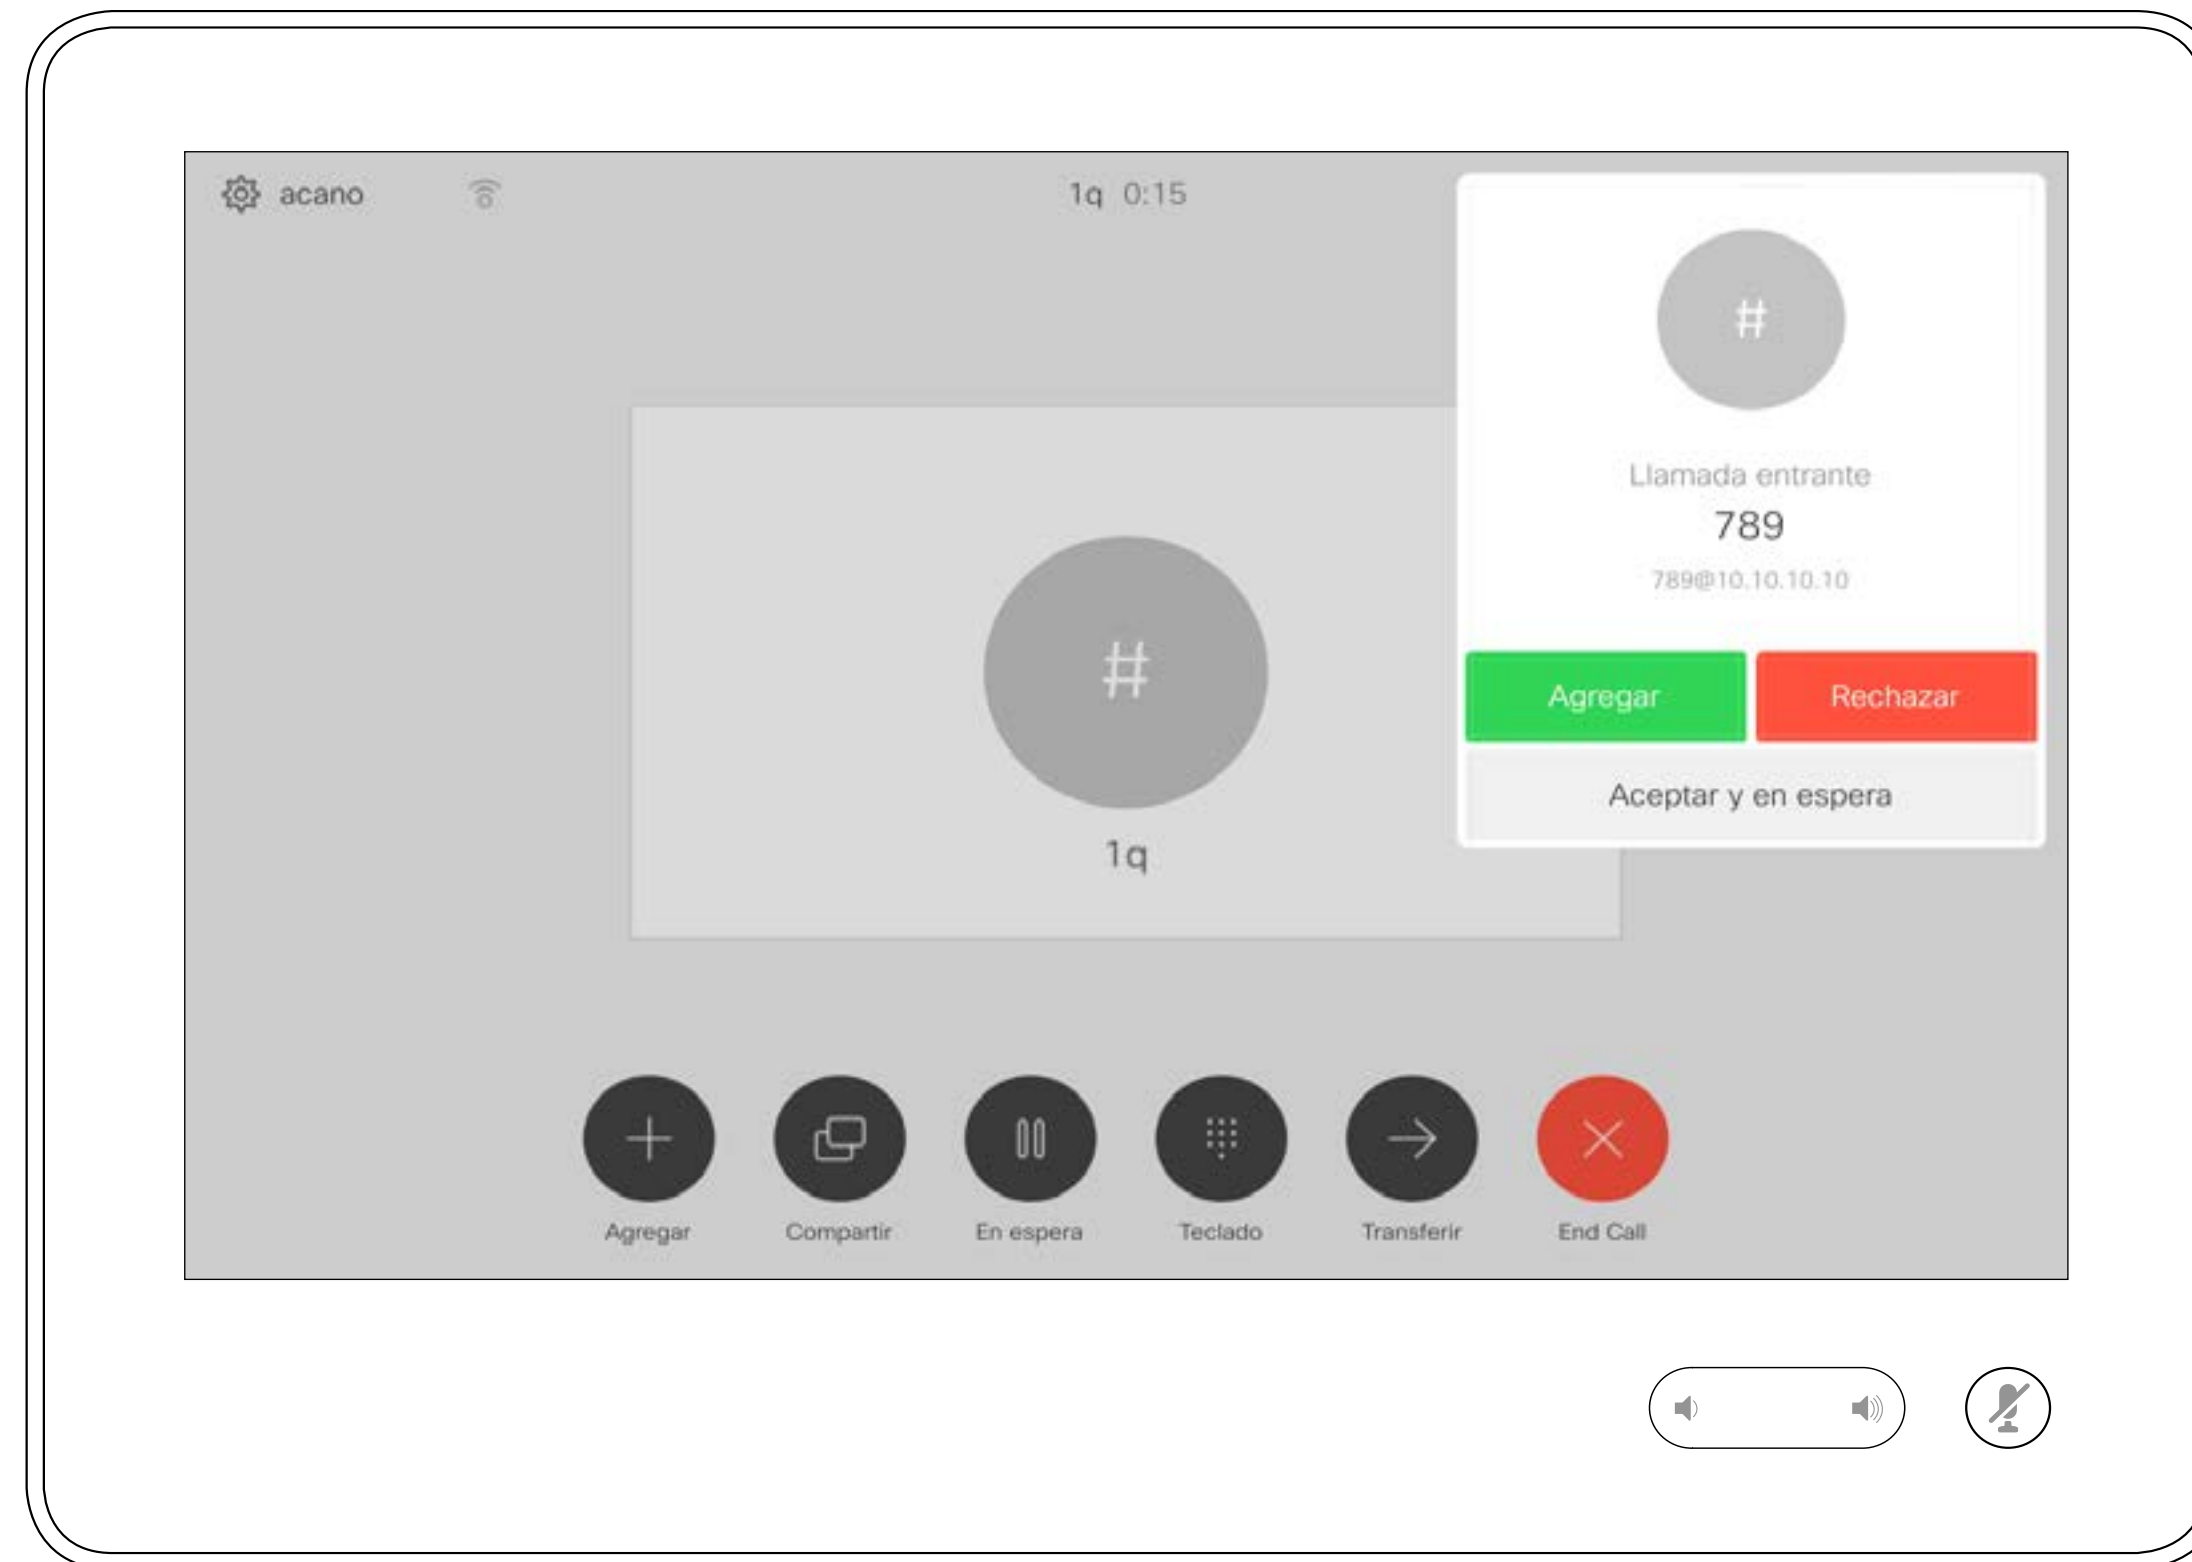 acano
1q 0:15
#
Llamada entrante
789
789@10.10.10.10
Agregar
Rechazar
Aceptar y en espera
#
1q
Agregar
Compartir
En espera
Teclado
Transferir
End Call